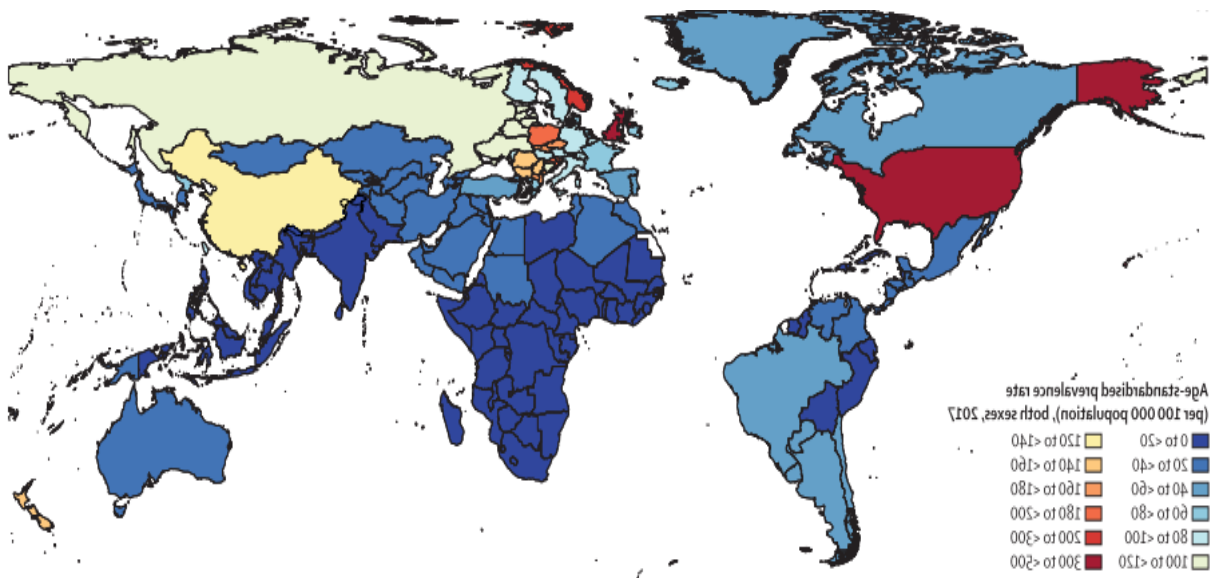 Age-standardised prevalence rate
(per 100 000 population), both, sexes, 2017
0 to <20 120 to <140
20 to <40 140 to <160
40 to <60 160 to <180
60 to <80 180 to <200
80 to <100 200 to <300
100 to <120 300 to <500